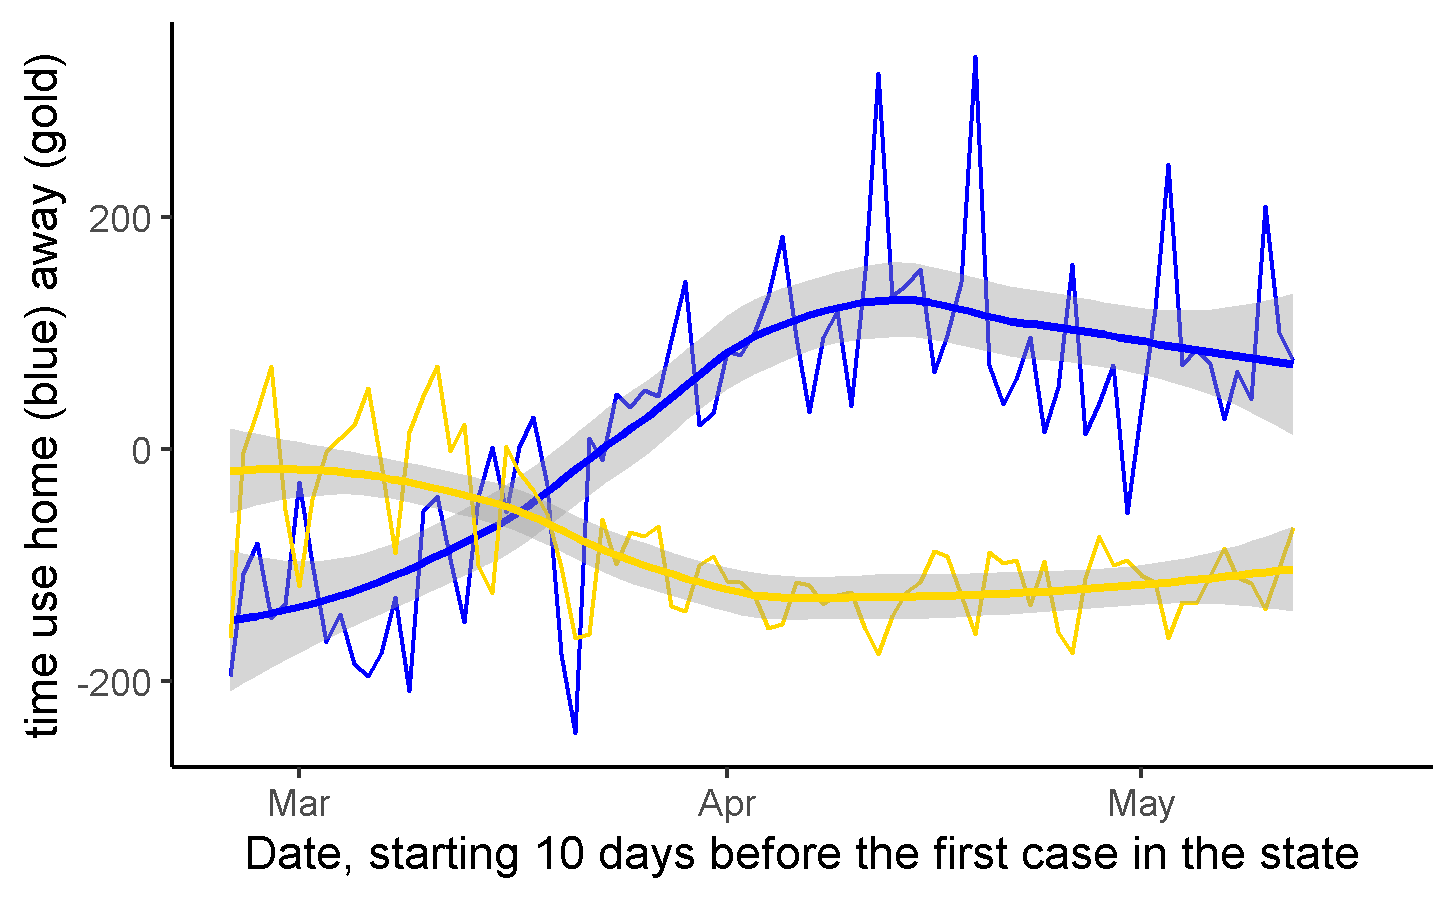 time use home (blue) away (gold)
200
0
-200
Mar
Apr
May
Date, starting 10 days before the first case in the state